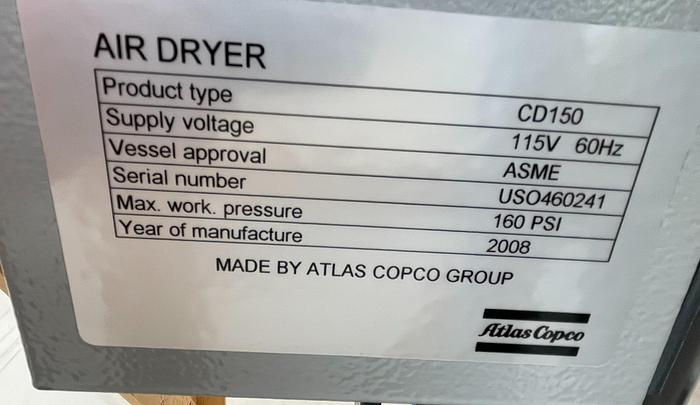 AIR DRYER
Product type CD150
Supply voltage 115V 60Hz
Vessel approval ASME
Serial number USO460241
Max. work. pressure 160 PSI
Year of manufacture 2008
MADE BY ATLAS COPCO GROUP
Atlas Copco